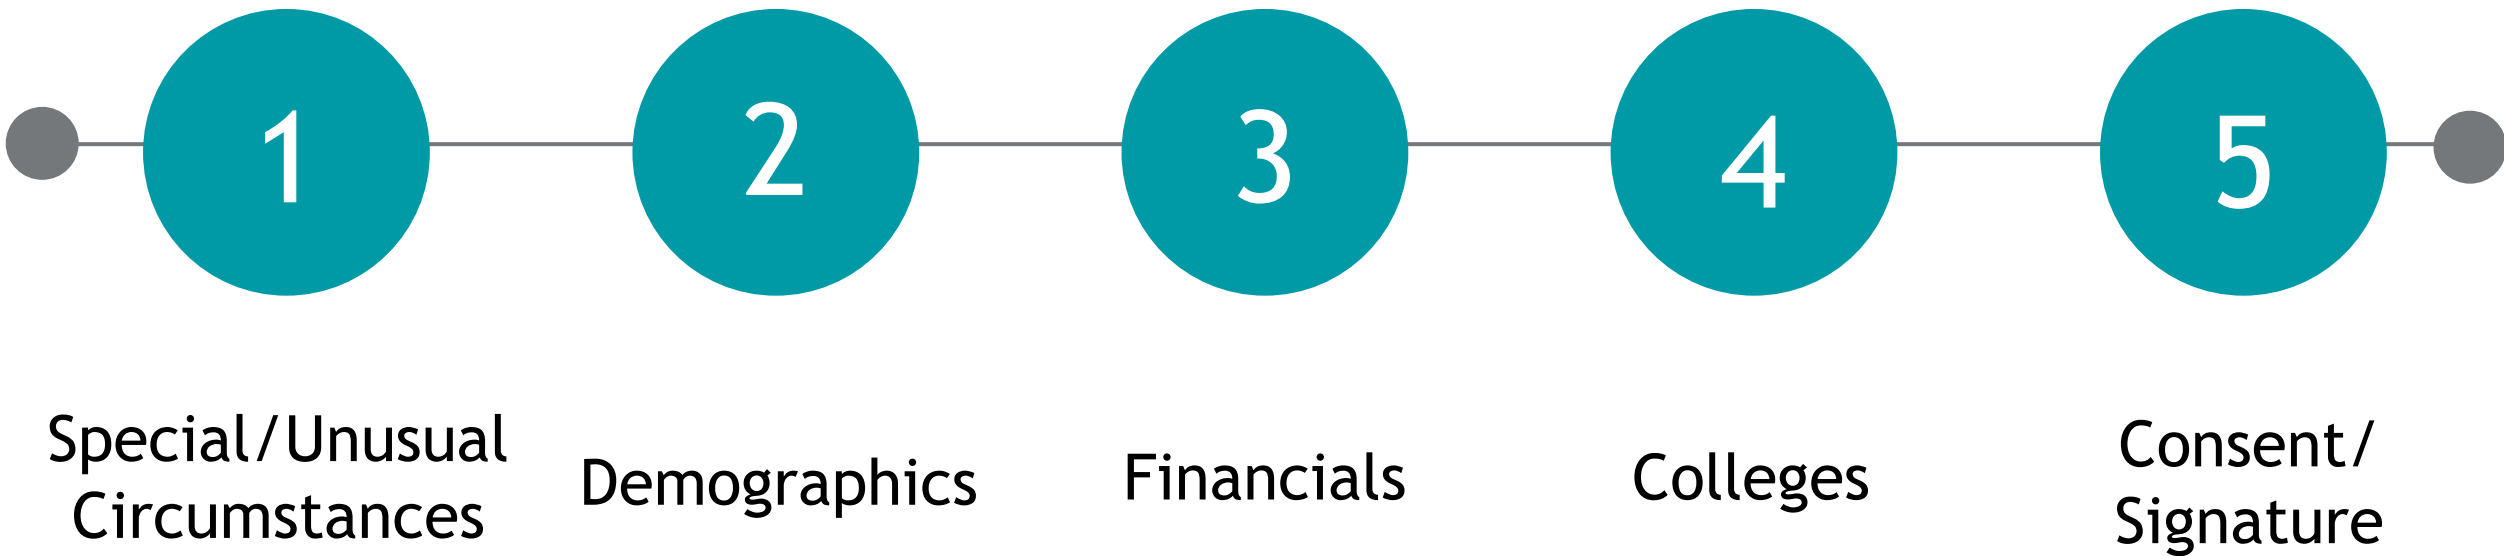 1
2
3
4
5
Special/Unusual
Circumstances
Demographics
Financials
Colleges
Consent/
Signature